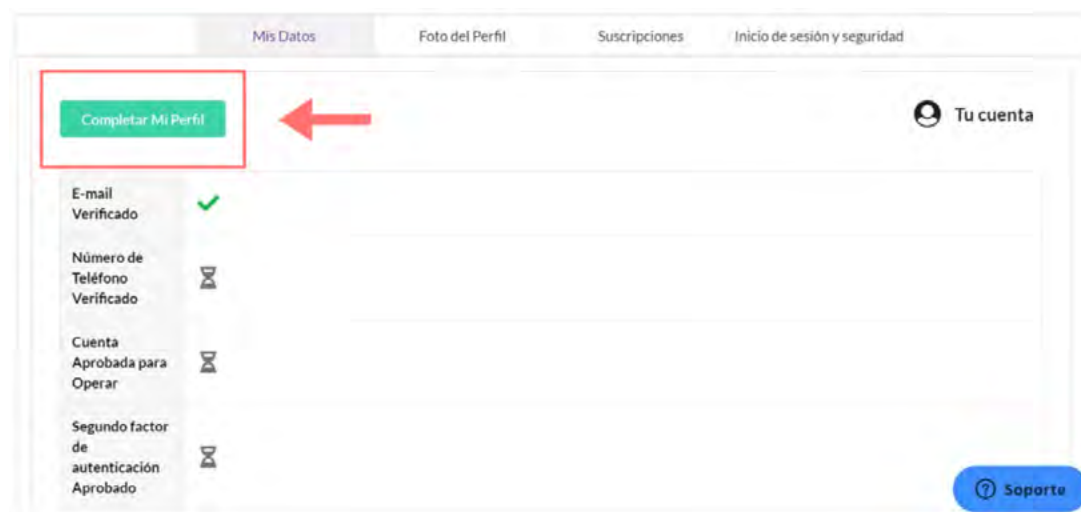 Mis Datos
Foto del Perfil
Suscripciones
Inicio de sesión y seguridad
Completar Mi Perfil
Tu cuenta
E-mail
Verificado
Número de
Teléfono
Verificado
Cuenta
Aprobada para
Operar
Segundo factor
de
autenticación
Aprobado
Soporte